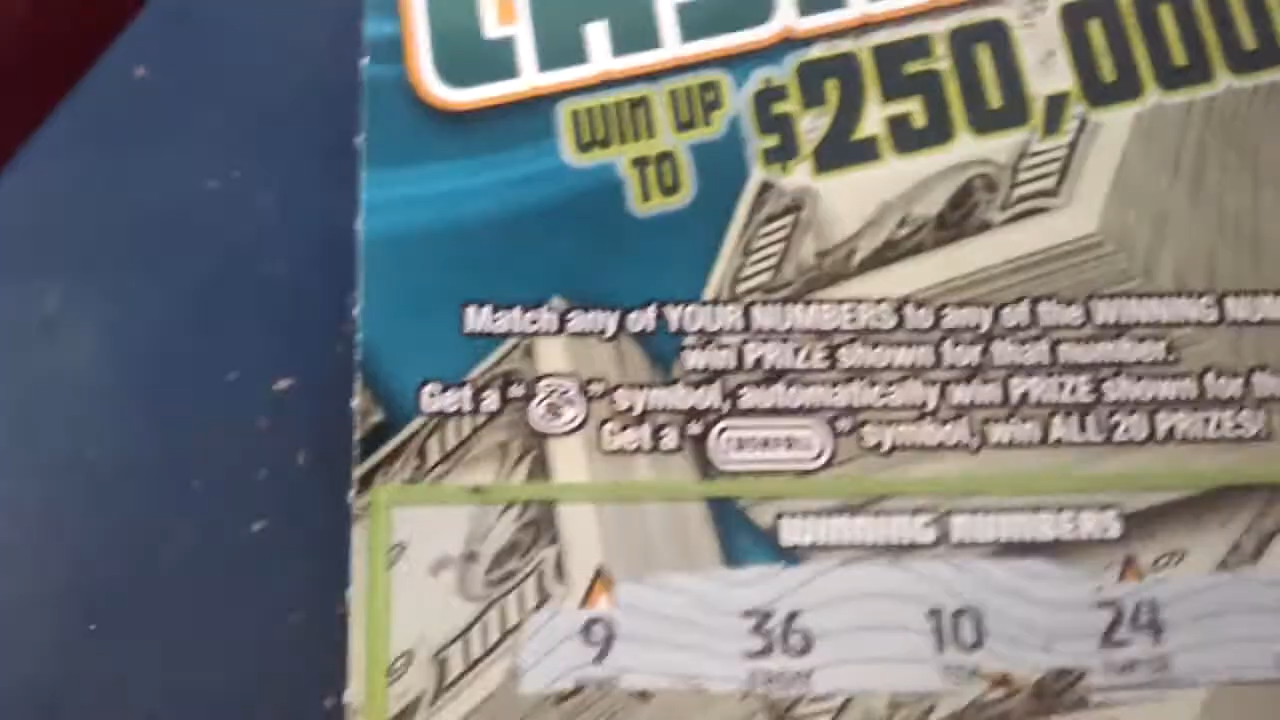 WIN UP
TO
$250,000
Match any of YOUR NUMBERS to any of the WINNING NUM
win PRIZE shown for that number.
Get a " " symbol, automatically win PRIZE shown for th
Get a " " symbol, win ALL 20 PRIZES!
WINNING NUMBERS
9 36 10 24